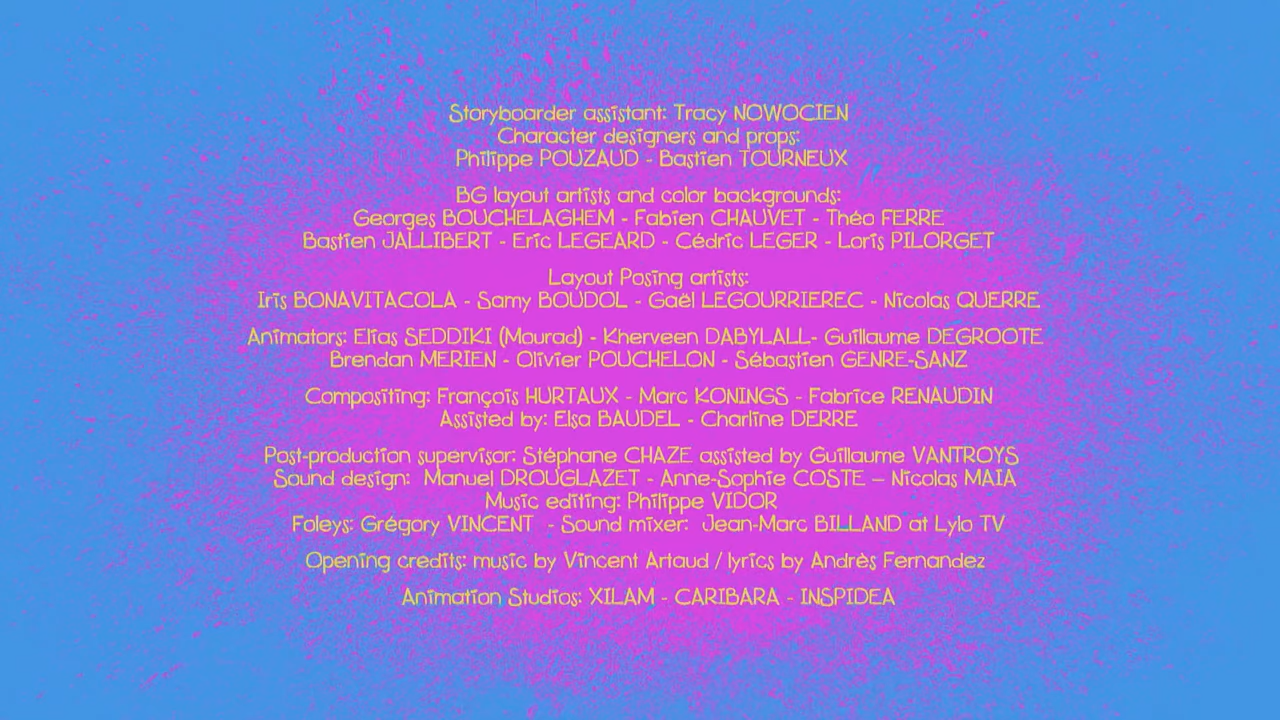 Storyboarder assistant: Tracy NOWOCIEN
Character designers and props:
Philippe POUZAUD - Bastien TOURNEUX
BG layout artists and color backgrounds:
Georges BOUCHELAGHEM - Fabien CHAUVET - Théo FERRE
Bastien JALLIBERT - Eric LEGEARD - Cédric LEGER - Loris PILORGET
Layout Posing artists:
Iris BONAVITACOLA - Samy BOUDOL - Gaël LEGOURRIEREC - Nicolas QUERRE
Animators: Elias SEDDIKI (Mourad) - Kherveen DABYLALL- Guillaume DEGROOTE
Brendan MERIEN - Olivier POUCHELON - Sébastien GENRE-SANZ
Compositing: François HURTAUX - Marc KONINGS - Fabrice RENAUDIN
Assisted by: Elsa BAUDEL - Charline DERRE
Post-production supervisor: Stéphane CHAZE assisted by Guillaume VANTROYS
Sound design:  Manuel DROUGLAZET - Anne-Sophie COSTE – Nicolas MAIA
Music editing: Philippe VIDOR
Foleys: Grégory VINCENT  - Sound mixer:  Jean-Marc BILLAND at Lylo TV
Opening credits: music by Vincent Artaud / lyrics by Andrès Fernandez
Animation Studios: XILAM - CARIBARA - INSPIDEA